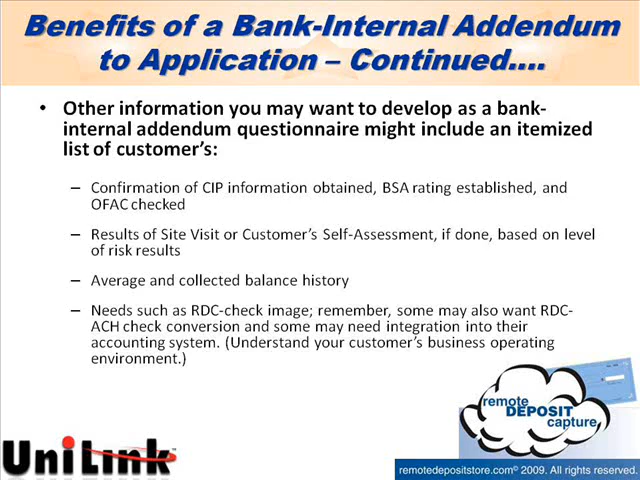 Benefits of a Bank-Internal Addendum
to Application – Continued....
• Other information you may want to develop as a bank-
internal addendum questionnaire might include an itemized
list of customer's:
– Confirmation of CIP information obtained, BSA rating established, and
OFAC checked
– Results of Site Visit or Customer's Self-Assessment, if done, based on level
of risk results
– Average and collected balance history
– Needs such as RDC-check image; remember, some may also want RDC-
ACH check conversion and some may need integration into their
accounting system. (Understand your customer's business operating
environment.)
remote
DEPOSIT
capture
UniLink
remotedepositstore.com© 2009. All rights reserved.